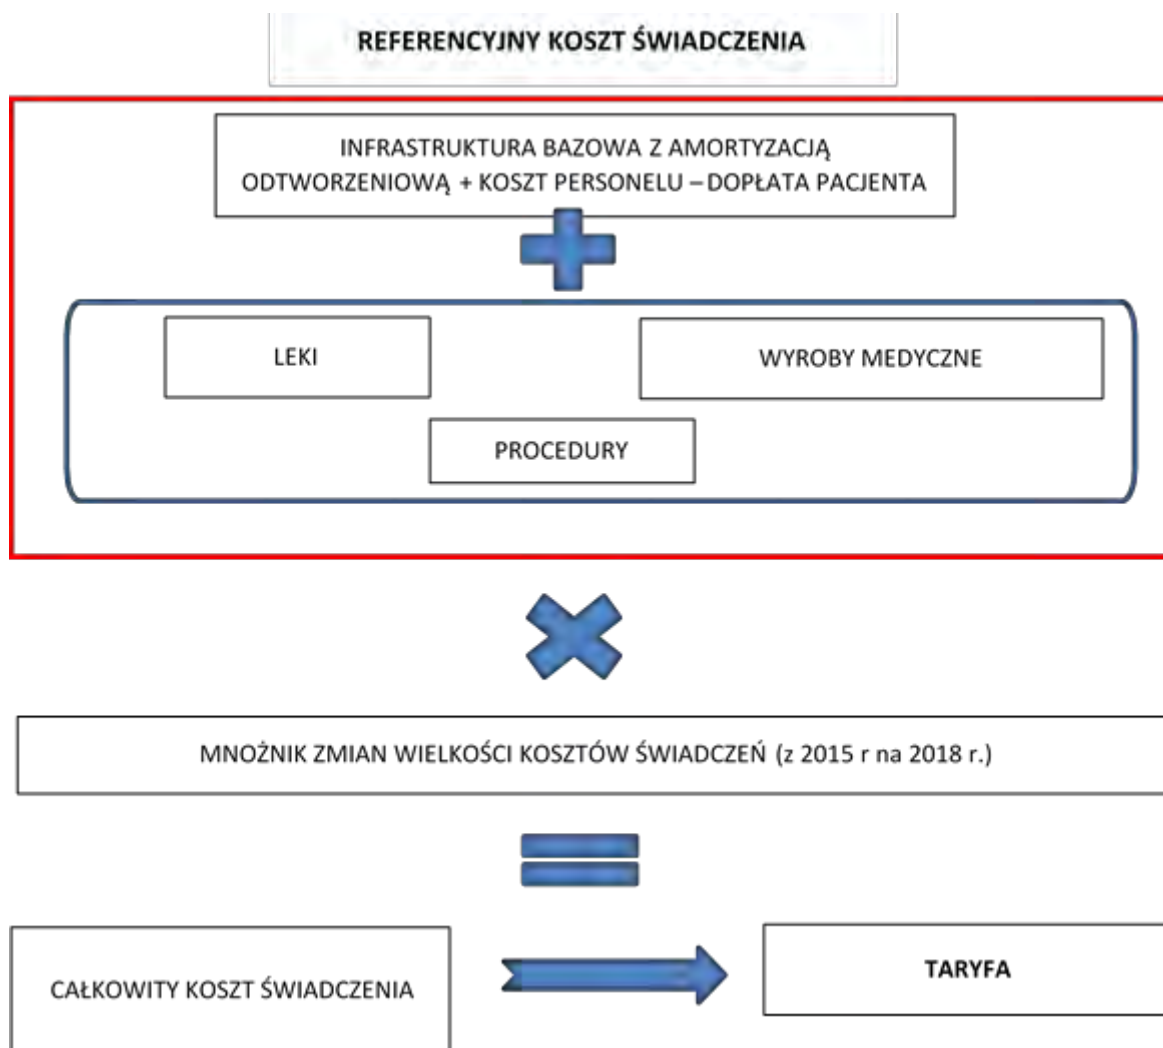 REFERENCYJNY KOSZT ŚWIADCZENIA
INFRASTRUKTURA BAZOWA Z AMORTYZACJĄ
ODTWORZENIOWĄ + KOSZT PERSONELU – DOPŁATA PACJENTA
LEKI
WYROBY MEDYCZNE
PROCEDURY
MNOŻNIK ZMIAN WIELKOŚCI KOSZTÓW ŚWIADCZEŃ (z 2015 r na 2018 r.)
CAŁKOWITY KOSZT ŚWIADCZENIA
TARYFA